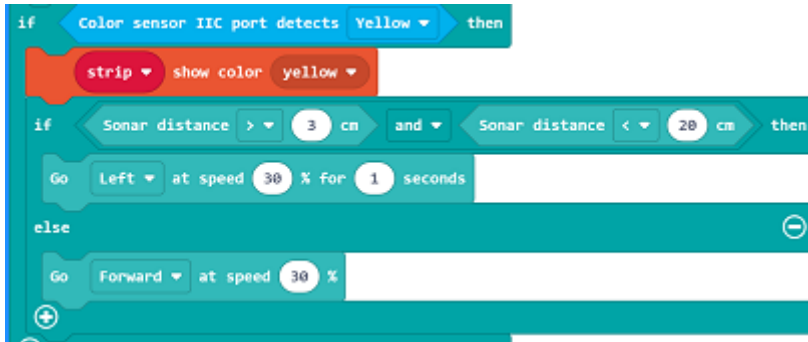 if Color sensor IIC port detects Yellow then
strip show color yellow
if Sonar distance > 3 cm and Sonar distance < 20 cm then
Go Left at speed 30 % for 1 seconds
else
Go Forward at speed 30 %